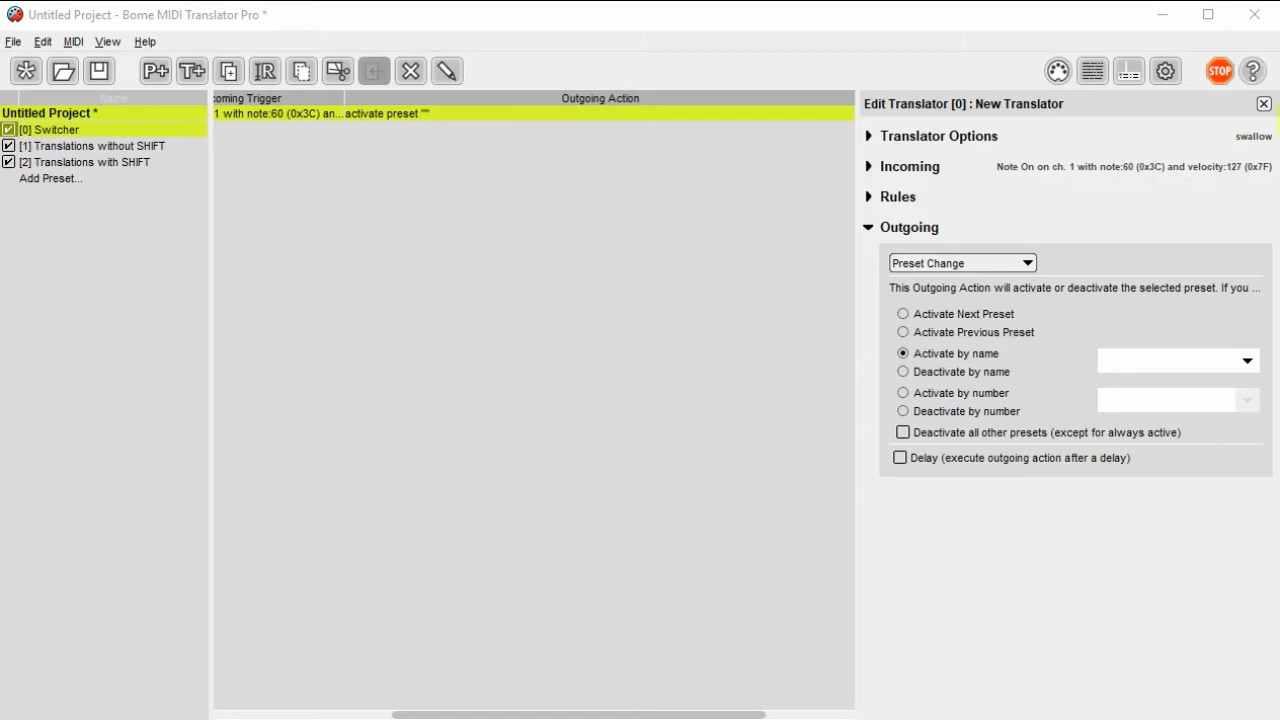 Untitled Project - Bome MIDI Translator Pro *
File Edit MIDI View Help
P+ T+ STOP ?
Name
coming Trigger Outgoing Action
Untitled Project *
1 with note:60 (0x3C) an... activate preset ""
[0] Switcher
[1] Translations without SHIFT
[2] Translations with SHIFT
Add Preset...
Edit Translator [0] : New Translator
Translator Options swallow
Incoming Note On on ch. 1 with note:60 (0x3C) and velocity:127 (0x7F)
Rules
Outgoing
Preset Change
This Outgoing Action will activate or deactivate the selected preset. If you ...
Activate Next Preset
Activate Previous Preset
Activate by name
Deactivate by name
Activate by number
Deactivate by number
Deactivate all other presets (except for always active)
Delay (execute outgoing action after a delay)